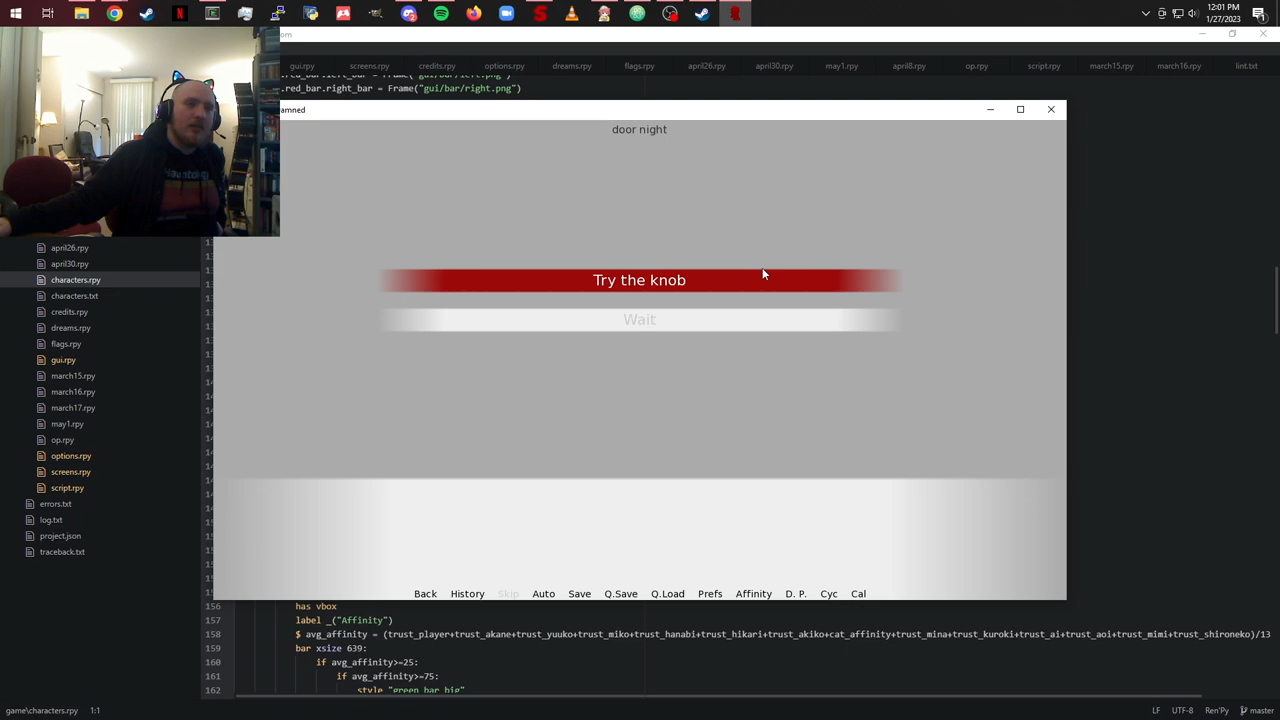 12:01 PM
1/27/2023
om
gui.rpy screens.rpy credits.rpy options.rpy dreams.rpy flags.rpy april26.rpy april30.rpy may1.rpy april8.rpy op.rpy script.rpy march15.rpy march16.rpy lint.txt
.red_bar.right_bar = Frame("gui/bar/right.png")
amned
door night
Try the knob
Wait
Back History Skip Auto Save Q.Save Q.Load Prefs Affinity D. P. Cyc Cal
april26.rpy
april30.rpy
characters.rpy
characters.txt
credits.rpy
dreams.rpy
flags.rpy
gui.rpy
march15.rpy
march16.rpy
march17.rpy
may1.rpy
op.rpy
options.rpy
screens.rpy
script.rpy
errors.txt
log.txt
project.json
traceback.txt
156 has vbox
157 label _("Affinity")
158 $ avg_affinity = (trust_player+trust_akane+trust_yuuko+trust_miko+trust_hanabi+trust_hikari+trust_akiko+cat_affinity+trust_mina+trust_kuroki+trust_ai+trust_aoi+trust_mimi+trust_shironeko)/13
159 bar xsize 639:
160 if avg_affinity>=25:
161 if avg_affinity>=75:
162 style "green_bar_big"
game\characters.rpy 1:1 LF UTF-8 Ren'Py master